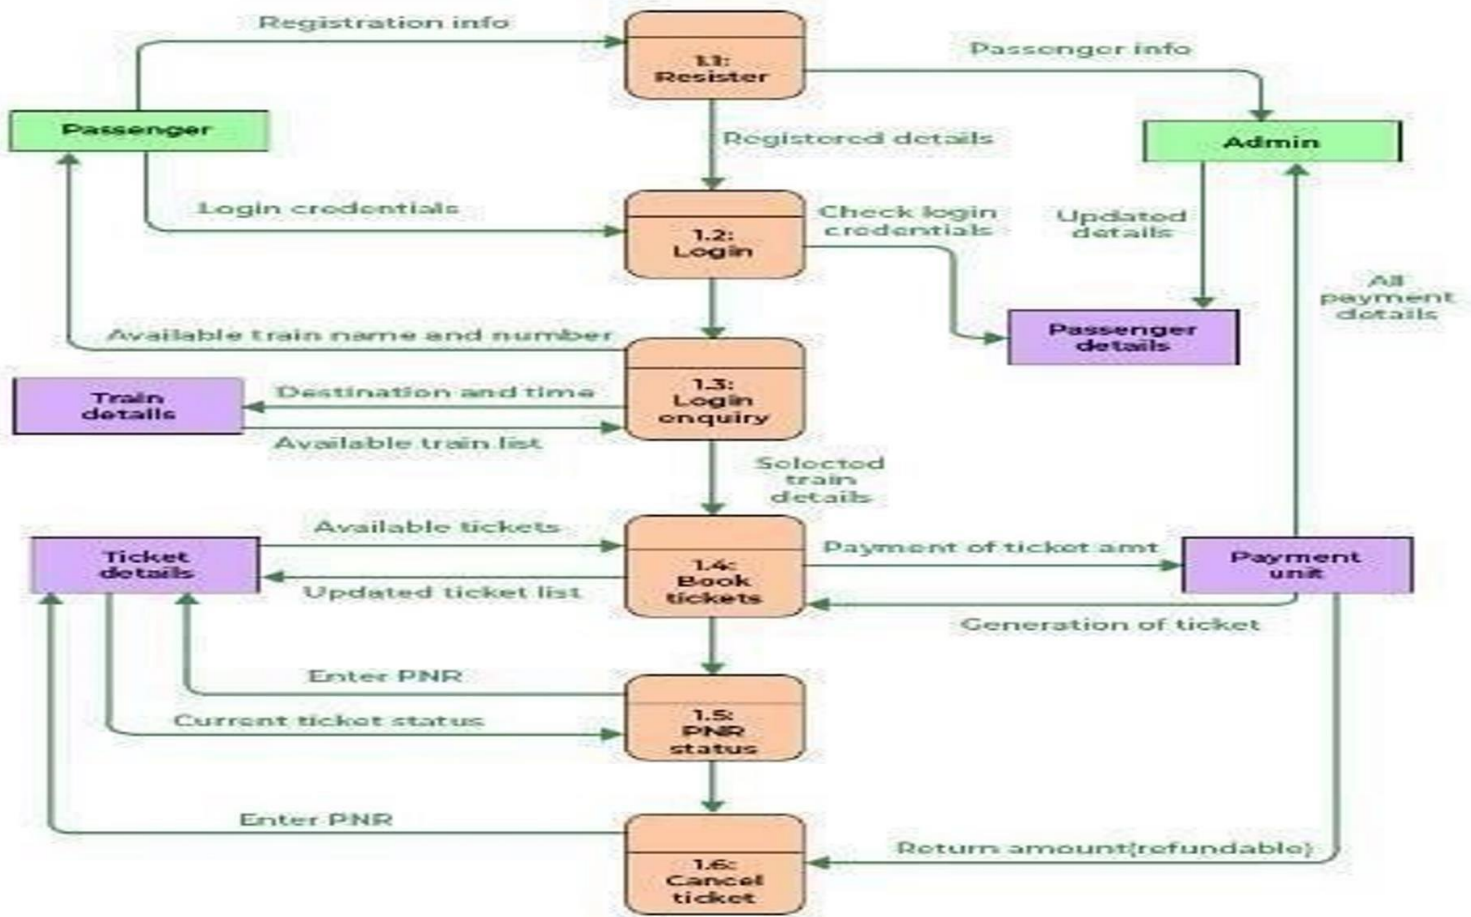 Registration info
1.1:
Resister
Passenger info
Passenger
Admin
Registered details
Login credentials
1.2:
Login
Check login
credentials
Updated
details
All
payment
details
Available train name and number
Passenger
details
Train
details
Destination and time
Available train list
1.3:
Login
enquiry
Selected
train
details
Available tickets
Ticket
details
Updated ticket list
1.4:
Book
tickets
Payment of ticket amt
Payment
unit
Generation of ticket
Enter PNR
Current ticket status
1.5:
PNR
status
Enter PNR
1.6:
Cancel
ticket
Return amount(refundable)